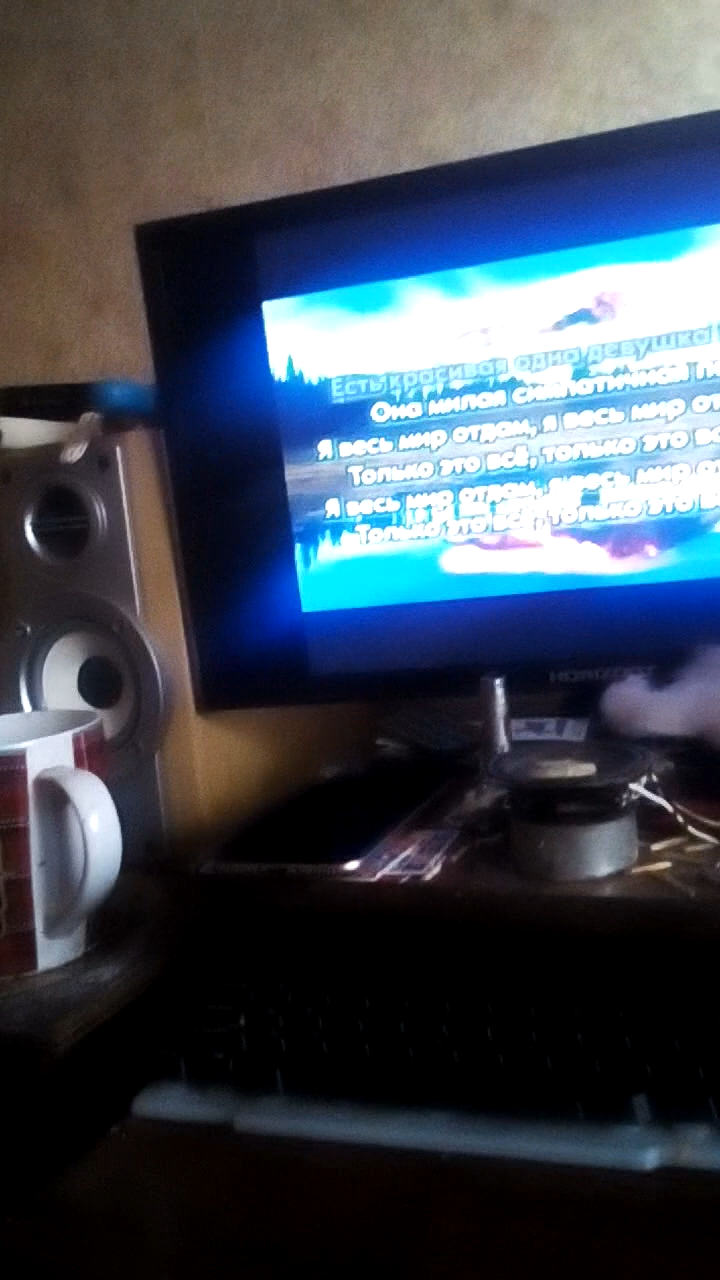 Есть красивая одна девушка
Она милая симпатичная
Я весь мир отдам, я весь мир
Только это всё, только это
Я весь мир отдам, я весь мир
Только это всё, только это
HORIZONT